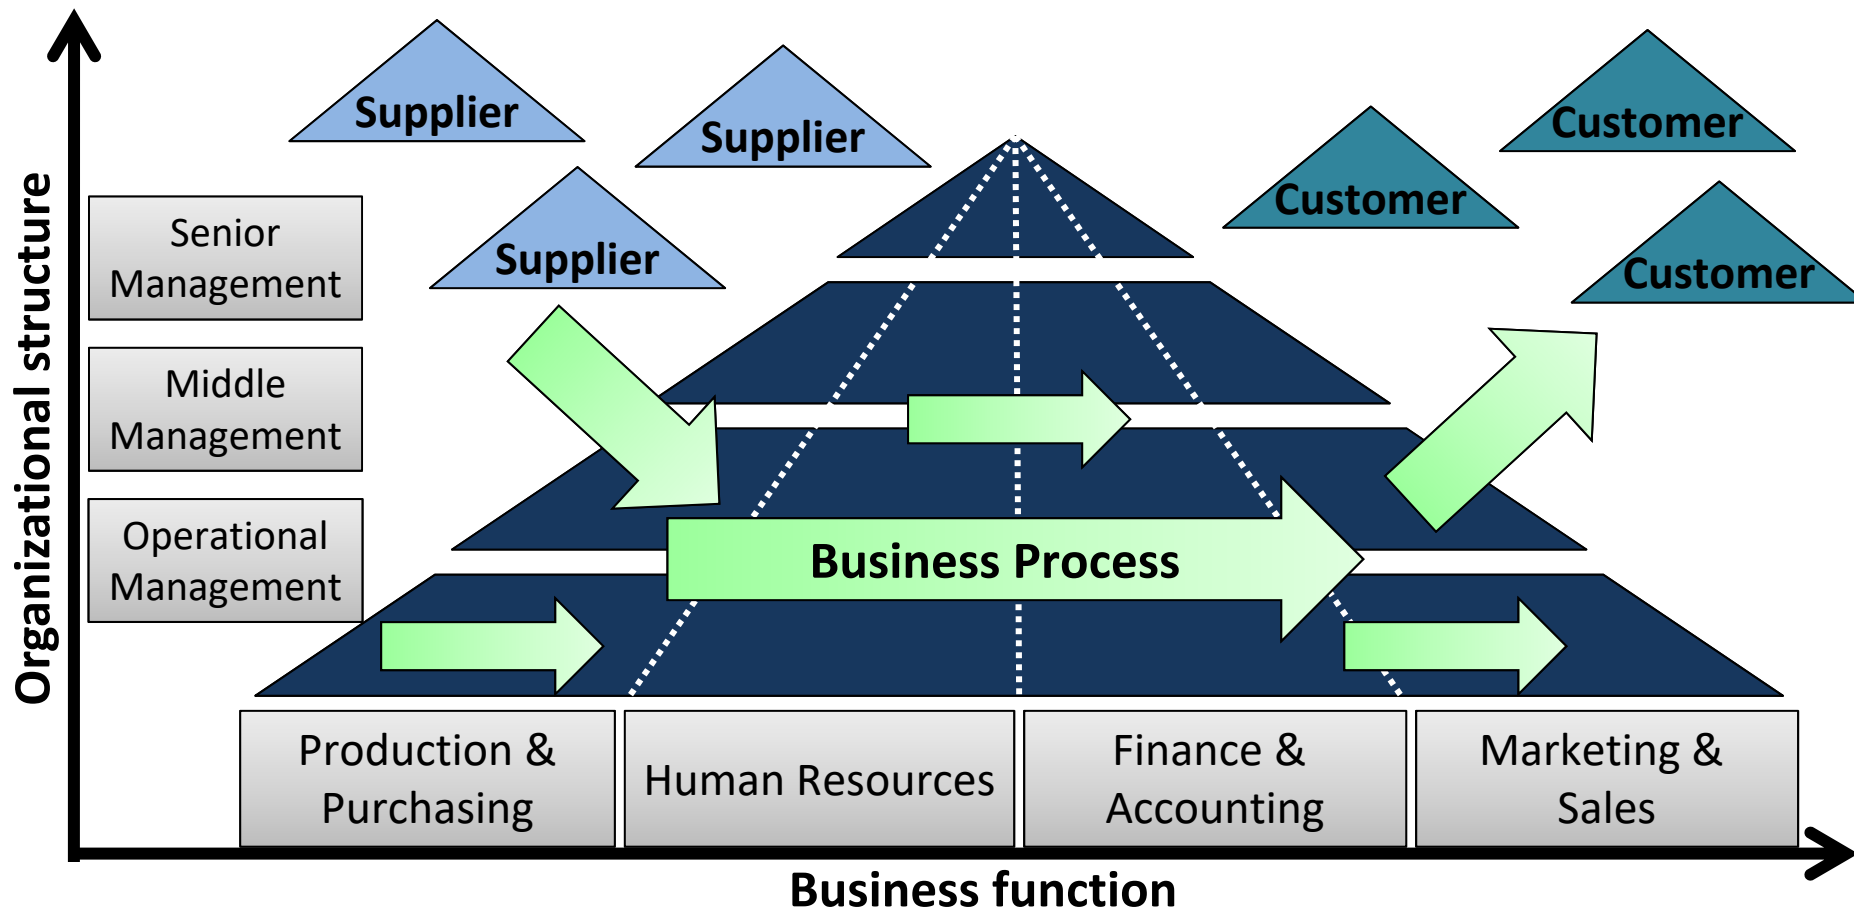 Organizational structure
Supplier
Supplier
Supplier
Customer
Customer
Customer
Senior
Management
Middle
Management
Operational
Management
Business Process
Production &
Purchasing
Human Resources
Finance &
Accounting
Marketing &
Sales
Business function